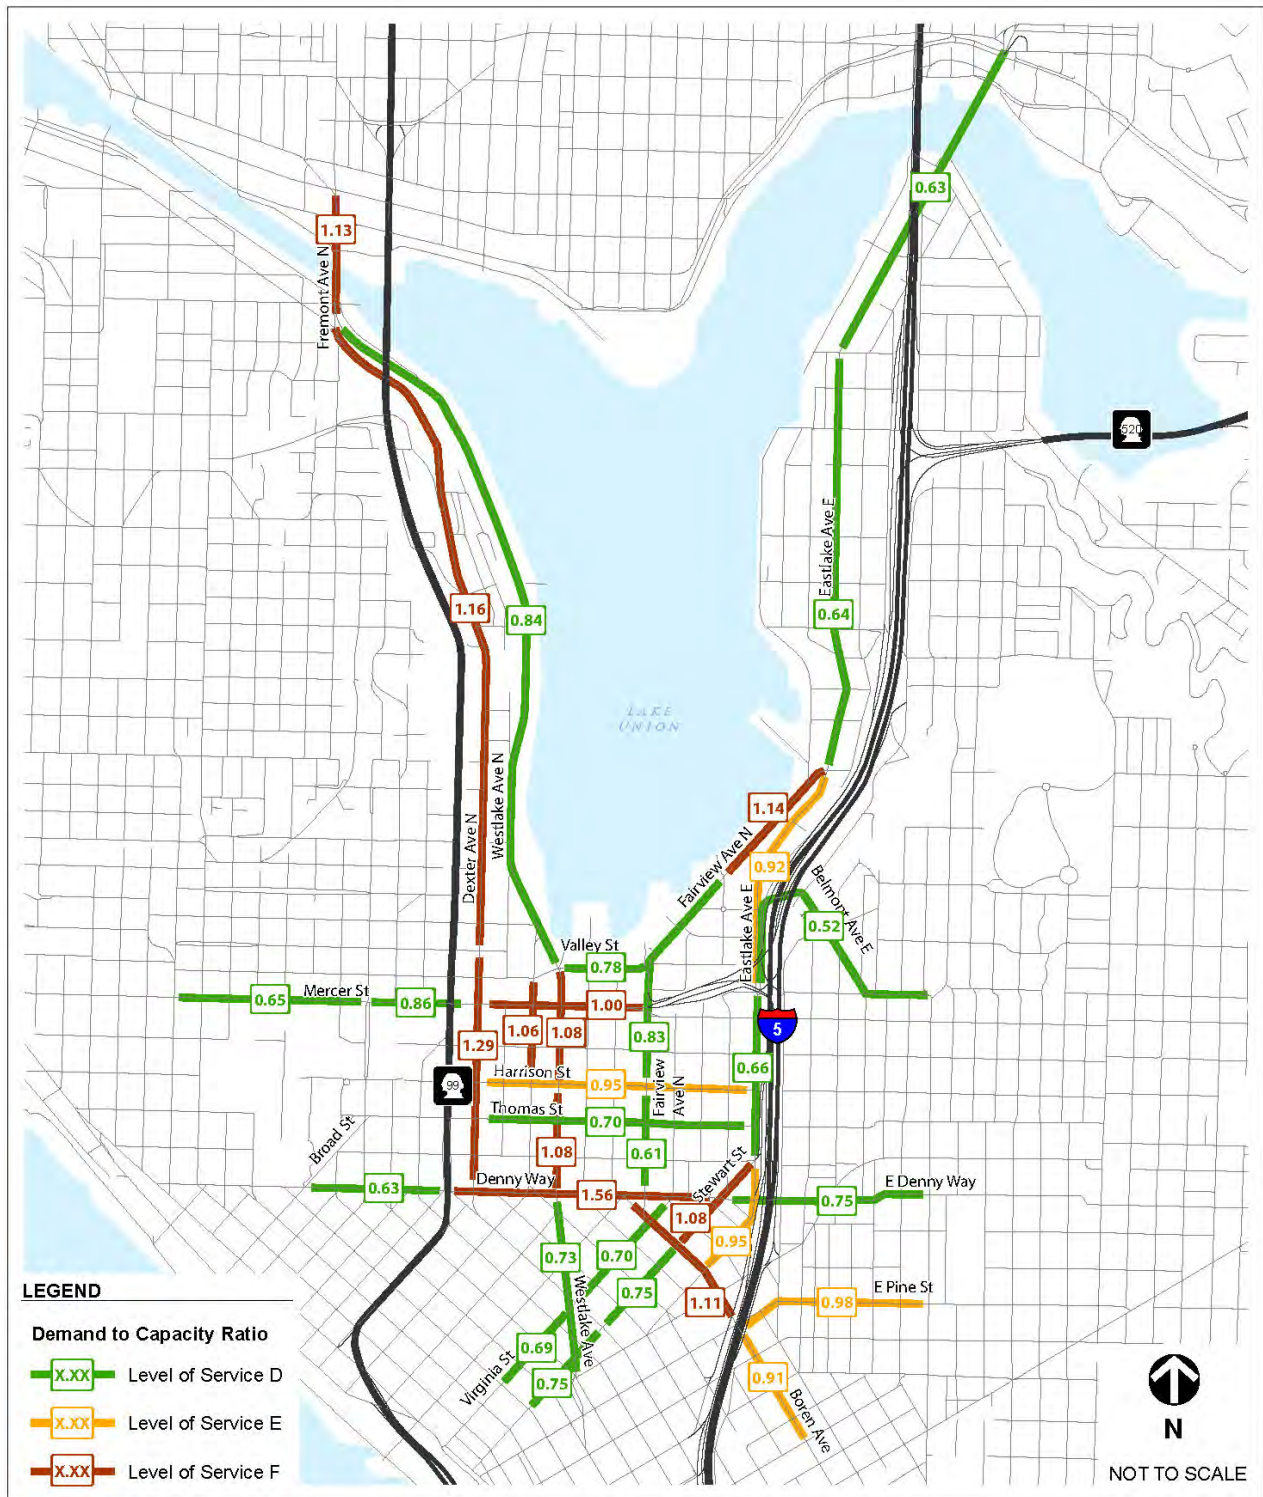 0.63
1.13
Fremont Ave N
520
Eastlake Ave E
1.16
0.84
0.64
LAKE
UNION
Westlake Ave N
1.14
Dexter Ave N
Fairview Ave N
0.92
Belmont Ave E
Eastlake Ave E
0.52
Valley St
0.78
0.65
Mercer St
0.86
1.00
1.06
1.08
0.83
5
1.29
0.66
Harrison St
0.95
99
Fairview
Ave N
Thomas St
0.70
Broad St
1.08
0.61
Stewart St
Denny Way
0.63
1.56
E Denny Way
0.75
1.08
0.95
0.73
0.70
0.75
1.11
E Pine St
0.98
Westlake Ave
0.69
Virginia St
0.75
0.91
Boren Ave
LEGEND
Demand to Capacity Ratio
X.XX Level of Service D
X.XX Level of Service E
X.XX Level of Service F
N
NOT TO SCALE